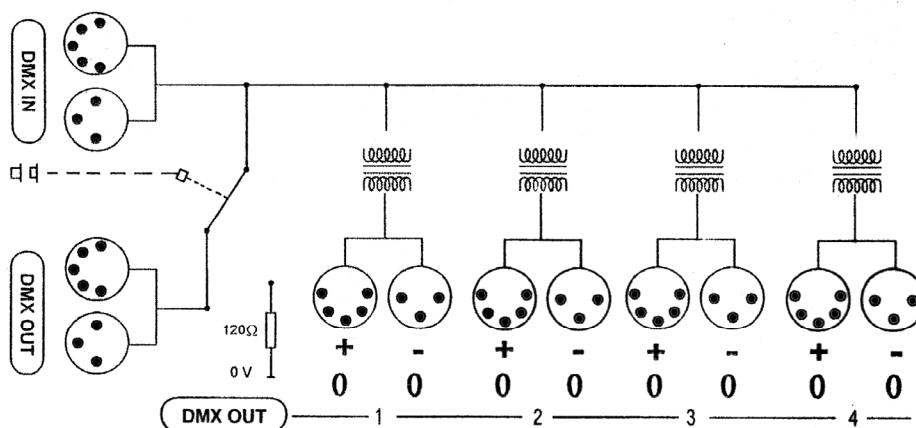 DMX IN
DMX OUT
120Ω
0 V
+ - + - + - + -
0 0 0 0 0 0 0 0
DMX OUT 1 2 3 4